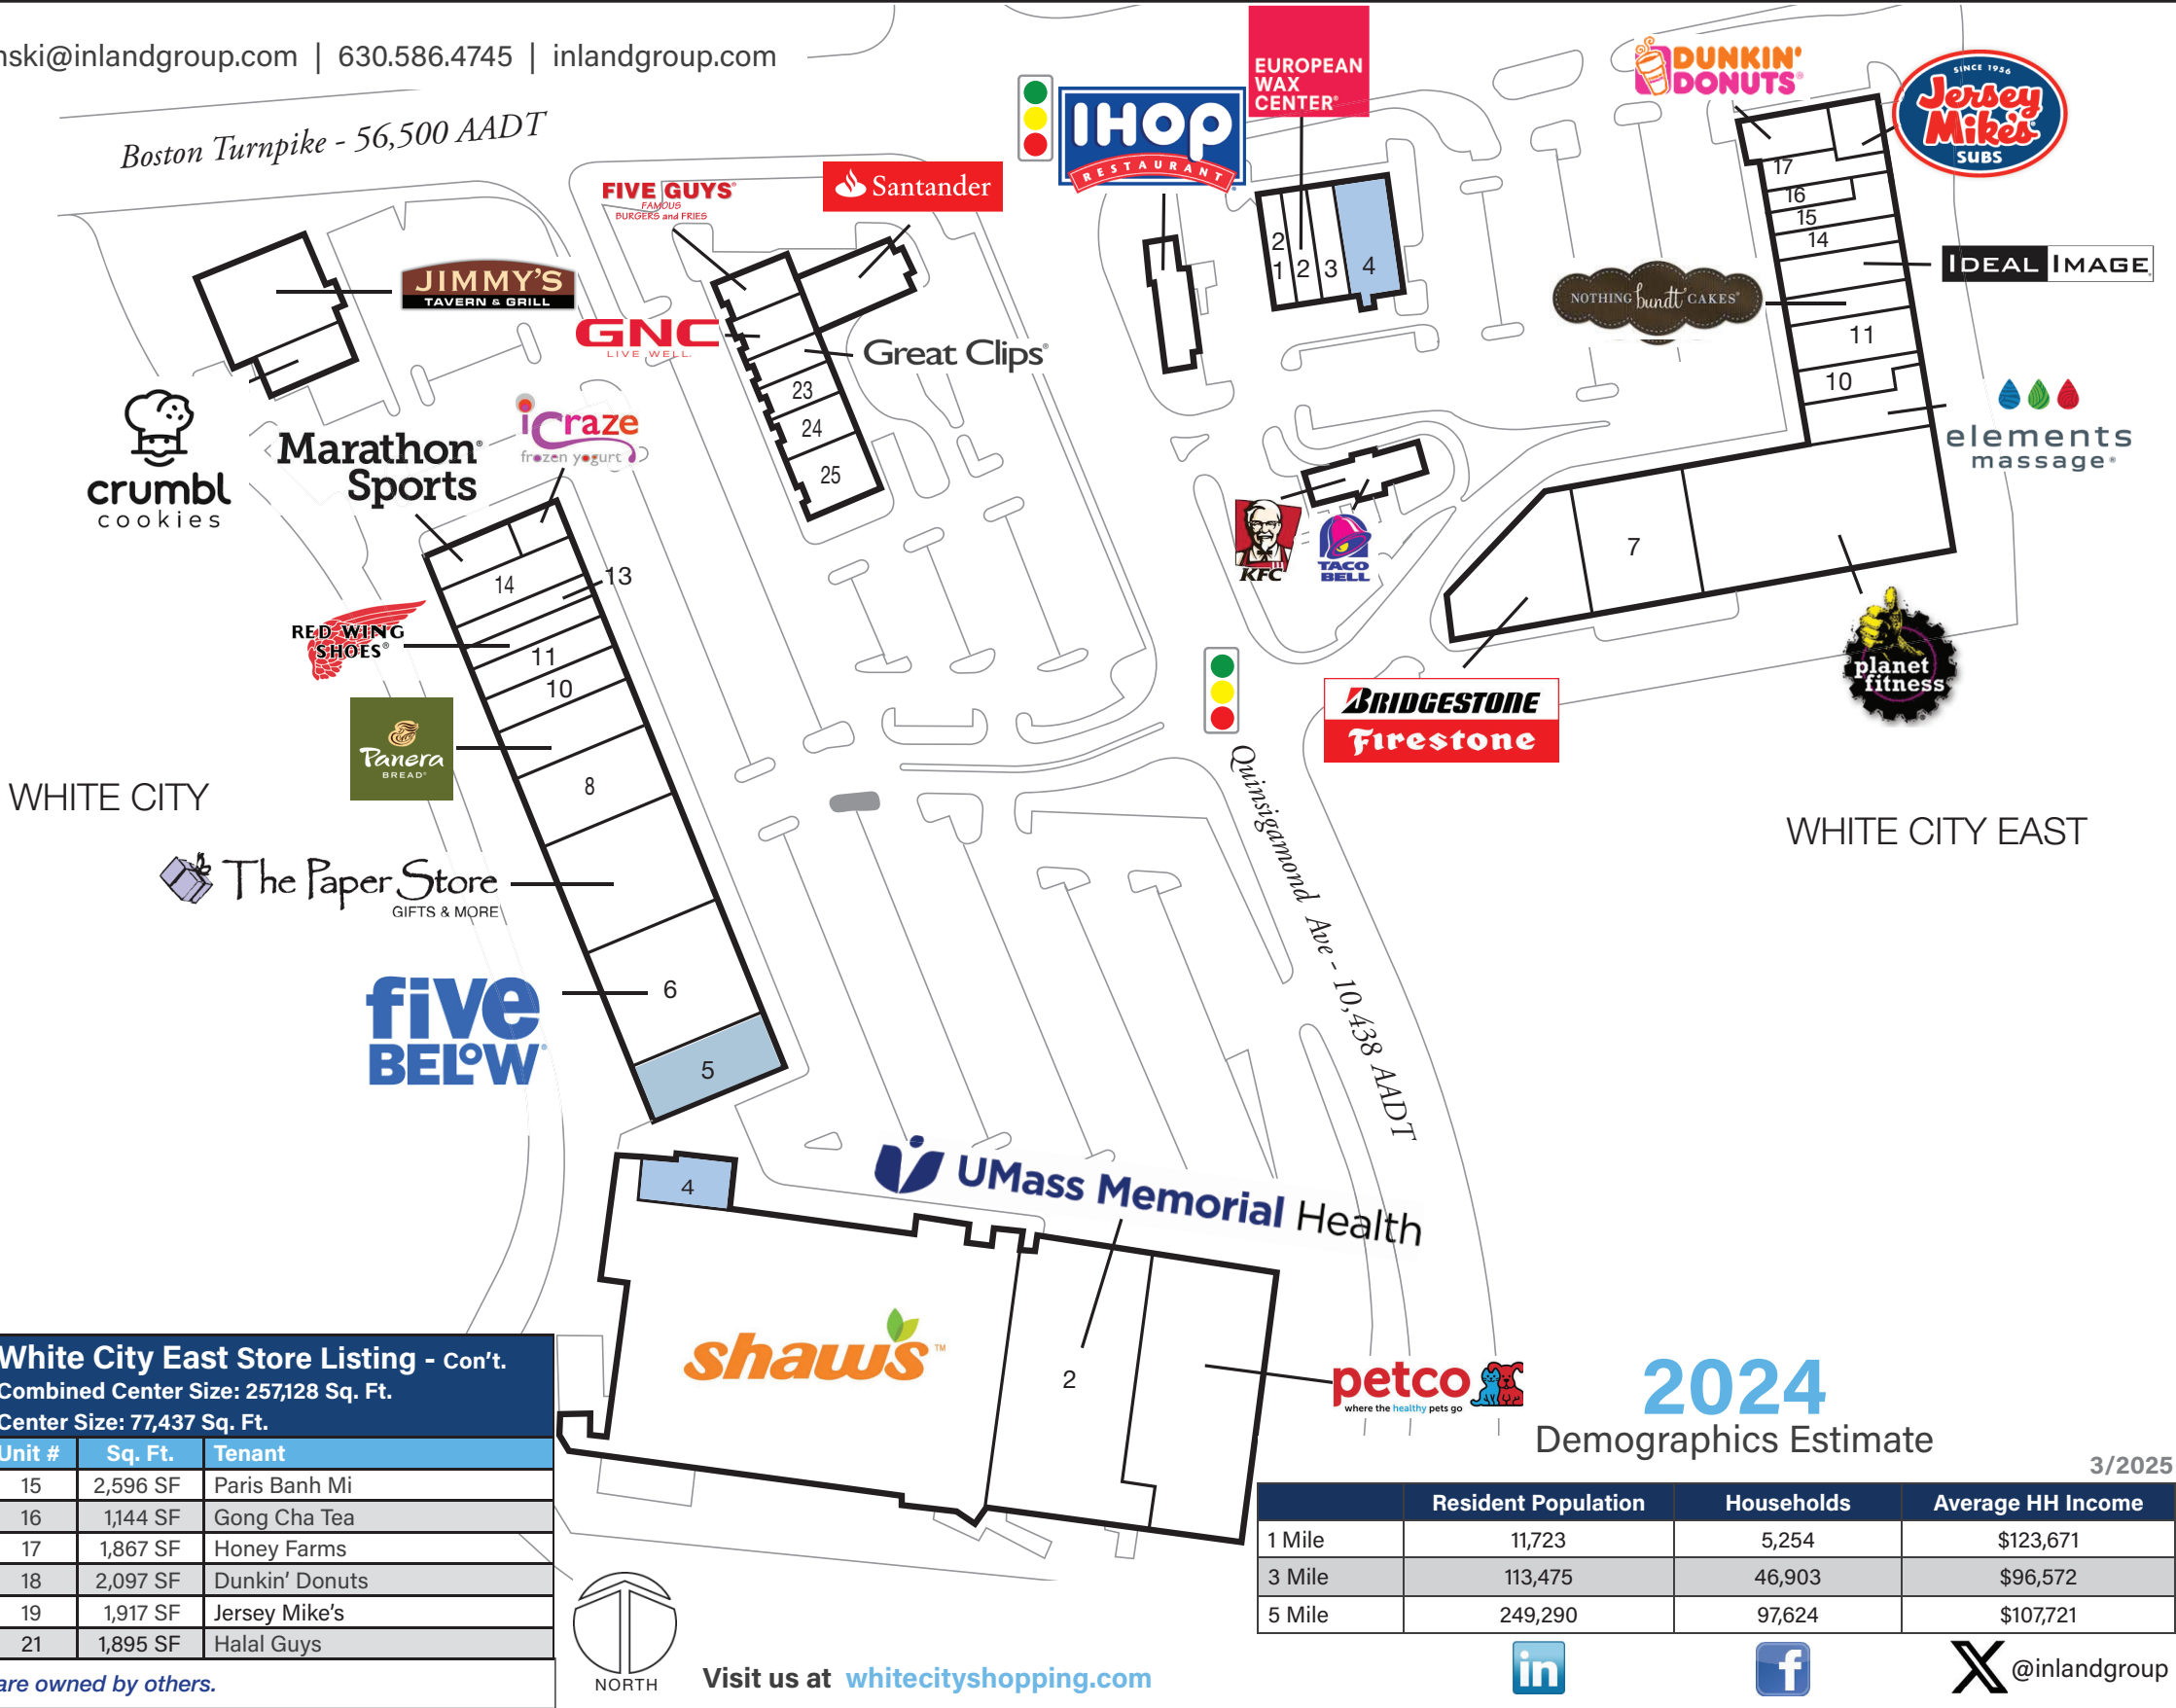 nski@inlandgroup.com | 630.586.4745 | inlandgroup.com
Boston Turnpike - 56,500 AADT
JIMMY'S
TAVERN & GRILL
crumbl
cookies
FIVE GUYS®
FAMOUS
BURGERS and FRIES
Santander
GNC
LIVE WELL.
Great Clips®
23
24
25
IHOP
RESTAURANT
EUROPEAN
WAX
CENTER®
2
1
2
3
4
DUNKIN'
DONUTS®
SINCE 1956
Jersey
Mike's
SUBS
17
16
15
14
IDEAL IMAGE
NOTHING bundt CAKES®
11
10
elements
massage®
KFC
TACO
BELL
7
planet
fitness
BRIDGESTONE
Firestone
WHITE CITY EAST
Marathon®
Sports
iCraze
frozen yogurt
14
13
RED WING
SHOES®
11
10
Panera
BREAD®
8
WHITE CITY
The Paper Store
GIFTS & MORE
five
BELOW®
6
5
Quinsigamond Ave - 10,438 AADT
4
UMass Memorial Health
shaw's™
2
petco
where the healthy pets go
White City East Store Listing - Con't.
Combined Center Size: 257,128 Sq. Ft.
Center Size: 77,437 Sq. Ft.
Unit # Sq. Ft. Tenant
15 2,596 SF Paris Banh Mi
16 1,144 SF Gong Cha Tea
17 1,867 SF Honey Farms
18 2,097 SF Dunkin' Donuts
19 1,917 SF Jersey Mike's
21 1,895 SF Halal Guys
are owned by others.
NORTH
Visit us at whitecityshopping.com
2024
Demographics Estimate
3/2025
Resident Population Households Average HH Income
1 Mile 11,723 5,254 $123,671
3 Mile 113,475 46,903 $96,572
5 Mile 249,290 97,624 $107,721
in
f
X @inlandgroup